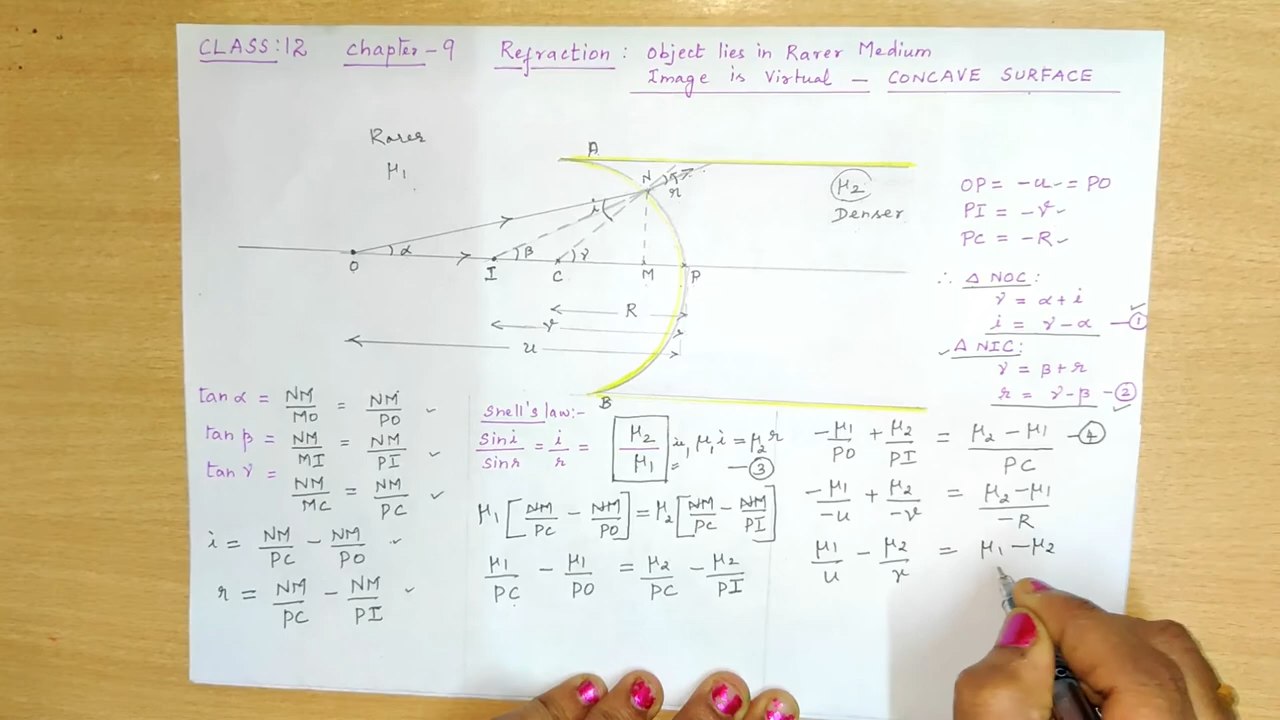 CLASS:12 Chapter-9 Refraction: Object lies in Rarer Medium
Image is Virtual - CONCAVE SURFACE
Rarer
μ1
A
N
i
r
μ2
Denser
O
α
I
β
C
γ
M
P
R
v
u
B
OP = -u = PO
PI = -v
PC = -R
∴ Δ NOC:
γ = α + i
i = γ - α -①
Δ NIC:
γ = β + r
r = γ - β -②
tan α = NM/MO = NM/PO
tan β = NM/MI = NM/PI
tan γ = NM/MC = NM/PC
i = NM/PC - NM/PO
r = NM/PC - NM/PI
Snell's law:-
sin i/sin r = i/r = μ2/μ1 i.e., μ1 i = μ2 r -③
μ1 [NM/PC - NM/PO] = μ2 [NM/PC - NM/PI]
μ1/PC - μ1/PO = μ2/PC - μ2/PI
-μ1/PO + μ2/PI = μ2 - μ1/PC -④
-μ1/-u + μ2/-v = μ2 - μ1/-R
μ1/u - μ2/v = μ1 - μ2